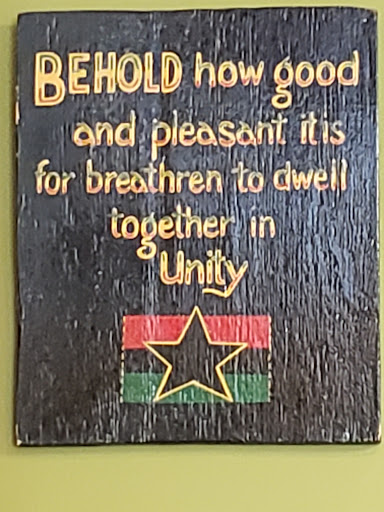 BEHOLD how good
and pleasant it is
for breathren to dwell
together in
Unity